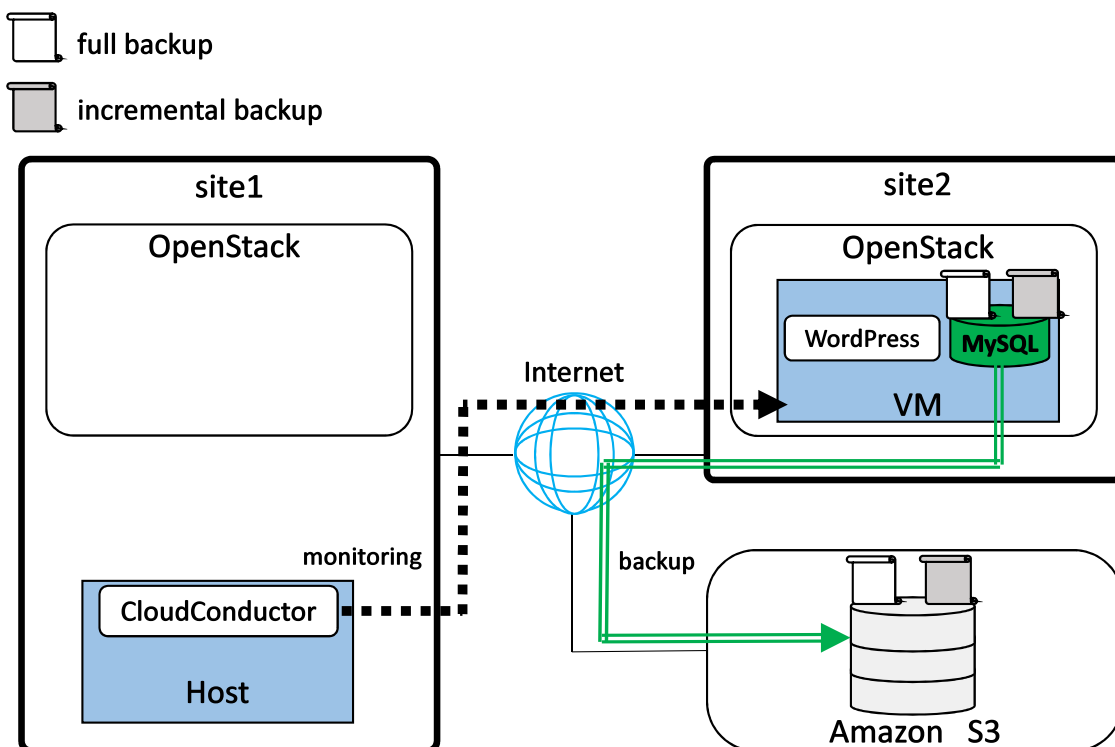 full backup
incremental backup
site1
OpenStack
monitoring
CloudConductor
Host
Internet
backup
site2
OpenStack
WordPress
MySQL
VM
Amazon S3